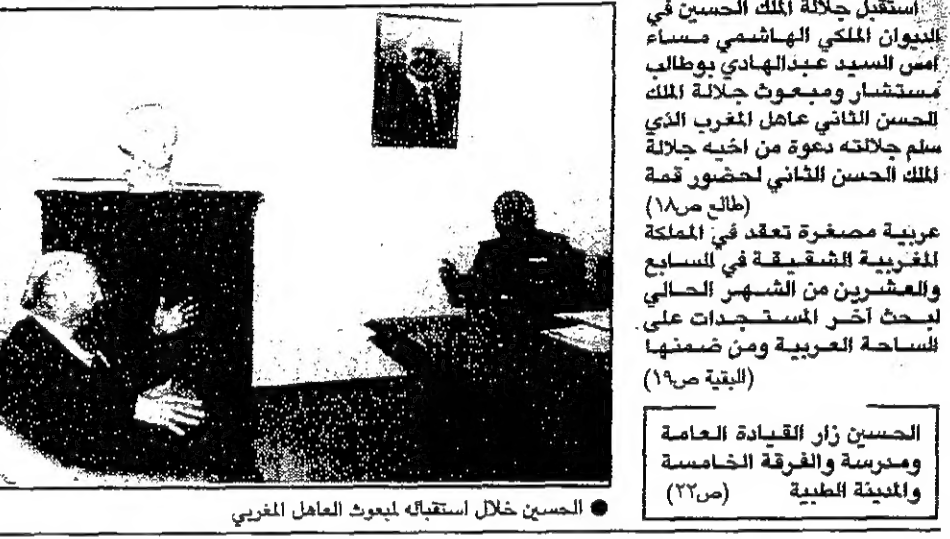 استقبل جلالة الملك الحسين في
الديوان الملكي الهاشمي مساء
امس السيد عبدالهادي بوطالب
مستشار ومبعوث جلالة الملك
الحسن الثاني عاهل المغرب الذي
سلم جلالته دعوة من اخيه جلالة
الملك الحسن الثاني لحضور قمة
(طالع ص١٨)
عربية مصغرة تعقد في المملكة
المغربية الشقيقة في السابع
والعشرين من الشهر الحالي
لبحث آخر المستجدات على
الساحة العربية ومن ضمنها
(البقية ص١٩)
الحسين زار القيادة العامة
ومدرسة والفرقة الخامسة
والمدينة الطبية (ص٢٢)
● الحسين خلال استقباله لمبعوث العاهل المغربي